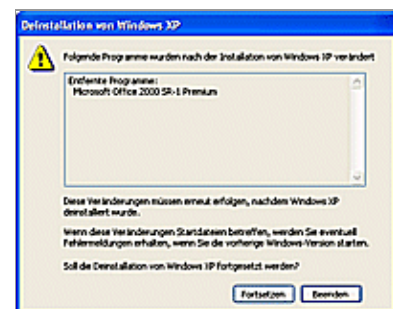 Deinstallation von Windows XP
Folgende Programme wurden nach der Installation von Windows XP verändert
Entfernte Programme:
Microsoft Office 2000 SR-1 Premium
Diese Veränderungen müssen erneut erfolgen, nachdem Windows XP
deinstalliert wurde.
Wenn diese Veränderungen Startdateien betreffen, werden Sie eventuell
Fehlermeldungen erhalten, wenn Sie die vorherige Windows-Version starten.
Soll die Deinstallation von Windows XP fortgesetzt werden?
Fortsetzen Beenden